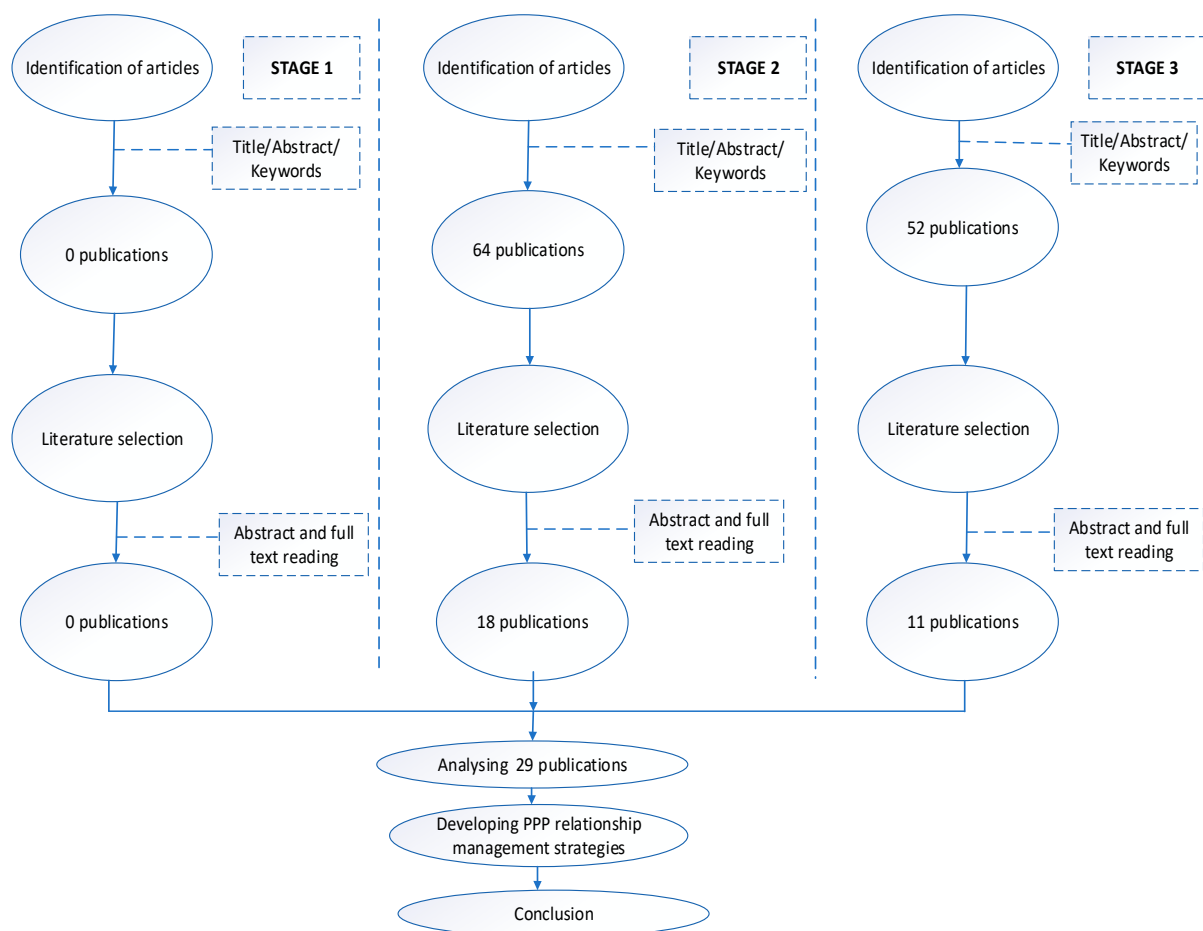 Identification of articles
STAGE 1
Title/Abstract/
Keywords
0 publications
Literature selection
Abstract and full
text reading
0 publications
Identification of articles
STAGE 2
Title/Abstract/
Keywords
64 publications
Literature selection
Abstract and full
text reading
18 publications
Identification of articles
STAGE 3
Title/Abstract/
Keywords
52 publications
Literature selection
Abstract and full
text reading
11 publications
Analysing 29 publications
Developing PPP relationship
management strategies
Conclusion